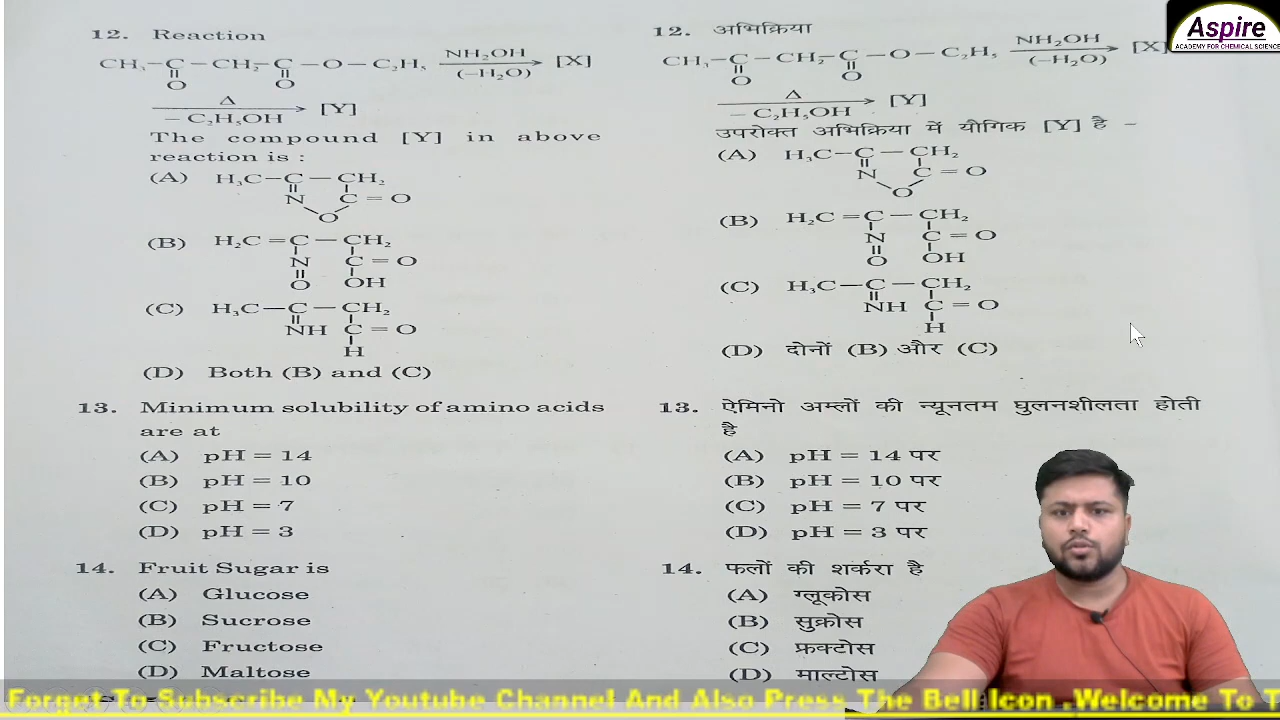 12. Reaction
CH₃–C–CH₂–C–O–C₂H₅ NH₂OH (–H₂O) → [X]
O O
Δ – C₂H₅OH → [Y]
The compound [Y] in above
reaction is :
(A) H₃C–C–CH₂
N C = O
O
(B) H₂C = C – CH₂
N C = O
O OH
(C) H₃C–C–CH₂
NH C = O
H
(D) Both (B) and (C)
13. Minimum solubility of amino acids
are at
(A) pH = 14
(B) pH = 10
(C) pH = 7
(D) pH = 3
14. Fruit Sugar is
(A) Glucose
(B) Sucrose
(C) Fructose
(D) Maltose
12. अभिक्रिया
CH₃–C–CH₂–C–O–C₂H₅ NH₂OH (–H₂O) → [X]
O O
Δ – C₂H₅OH → [Y]
उपरोक्त अभिक्रिया में यौगिक [Y] है –
(A) H₃C–C–CH₂
N C = O
O
(B) H₂C = C – CH₂
N C = O
O OH
(C) H₃C–C–CH₂
NH C = O
H
(D) दोनों (B) और (C)
13. ऐमिनो अम्लों की न्यूनतम घुलनशीलता होती
है
(A) pH = 14 पर
(B) pH = 10 पर
(C) pH = 7 पर
(D) pH = 3 पर
14. फलों की शर्करा है
(A) ग्लूकोस
(B) सुक्रोस
(C) फ्रक्टोस
(D) माल्टोस
Aspire
ACADEMY FOR CHEMICAL SCIENCE
Forget To Subscribe My Youtube Channel And Also Press The Bell Icon .Welcome To T